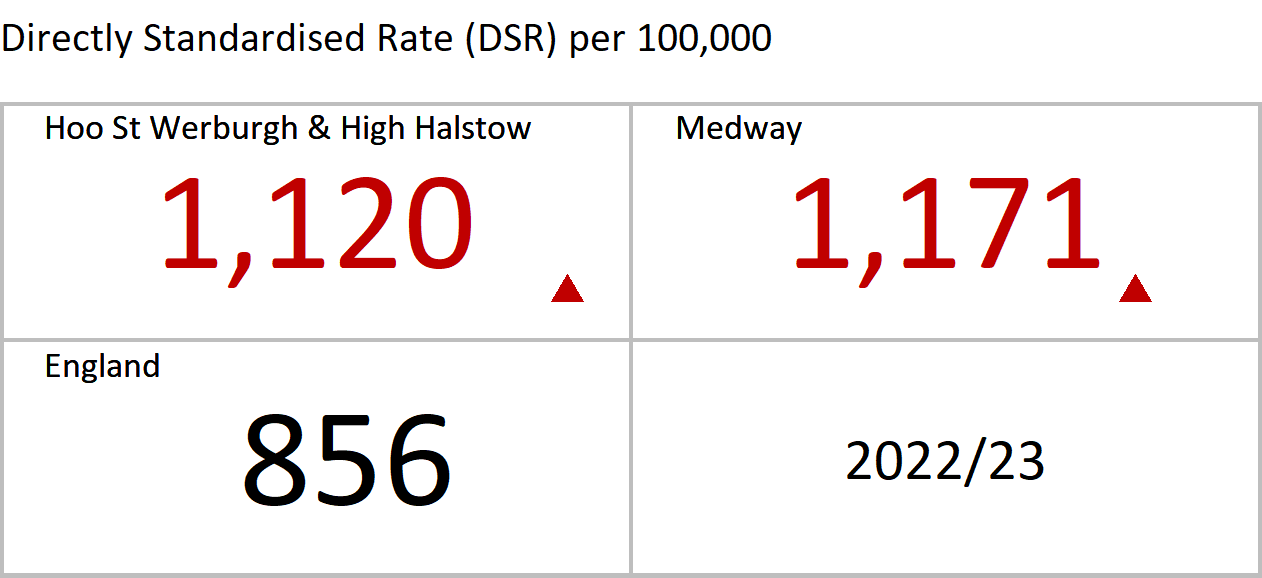 Directly Standardised Rate (DSR) per 100,000
Hoo St Werburgh & High Halstow
1,120
Medway
1,171
England
856
2022/23